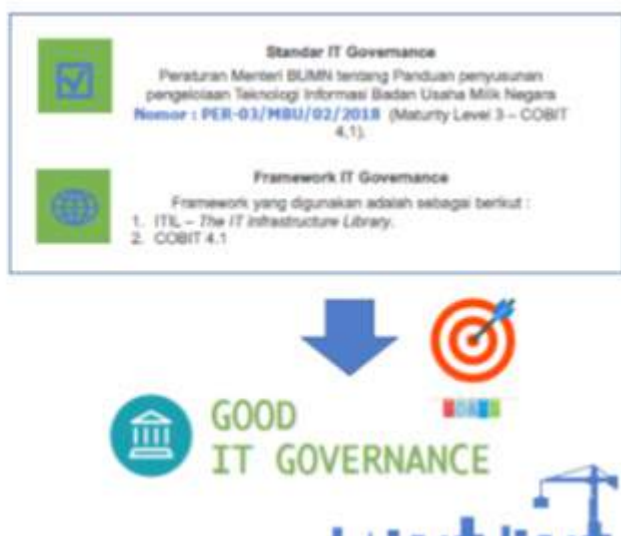 Standar IT Governance
Peraturan Menteri BUMN tentang Panduan penyusunan
pengelolaan Teknologi Informasi Badan Usaha Milik Negara
Nomor : PER-03/MBU/02/2018 (Maturity Level 3 – COBIT
4,1).
Framework IT Governance
Framework yang digunakan adalah sebagai berikut :
1. ITIL – The IT Infrastructure Library.
2. COBIT 4.1
GOOD
IT GOVERNANCE